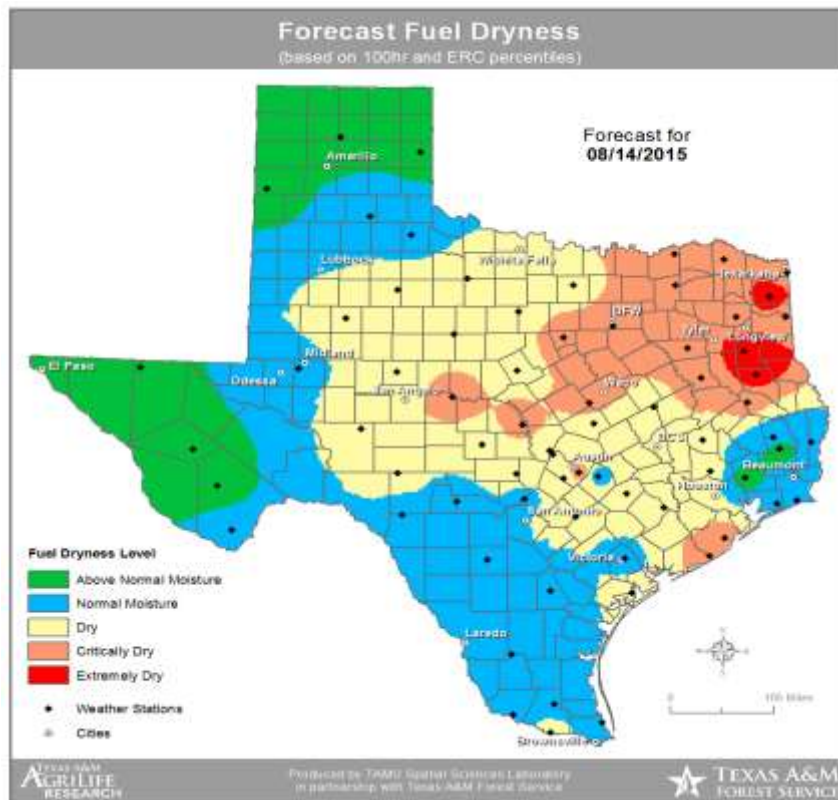 Forecast Fuel Dryness
(based on 100hr and ERC percentiles)
Forecast for
08/14/2015
Amarillo
Lubbock
Wichita Falls
Texarkana
DFW
Tyler
Longview
El Paso
Midland
Odessa
San Angelo
Waco
BCS
Austin
Beaumont
Houston
San Antonio
Victoria
Laredo
Brownsville
Fuel Dryness Level
Above Normal Moisture
Normal Moisture
Dry
Critically Dry
Extremely Dry
Weather Stations
Cities
0 100 Miles
TEXAS A&M
AGRILIFE
RESEARCH
Produced by TAMU Spatial Sciences Laboratory
in partnership with Texas A&M Forest Service
TEXAS A&M
FOREST SERVICE